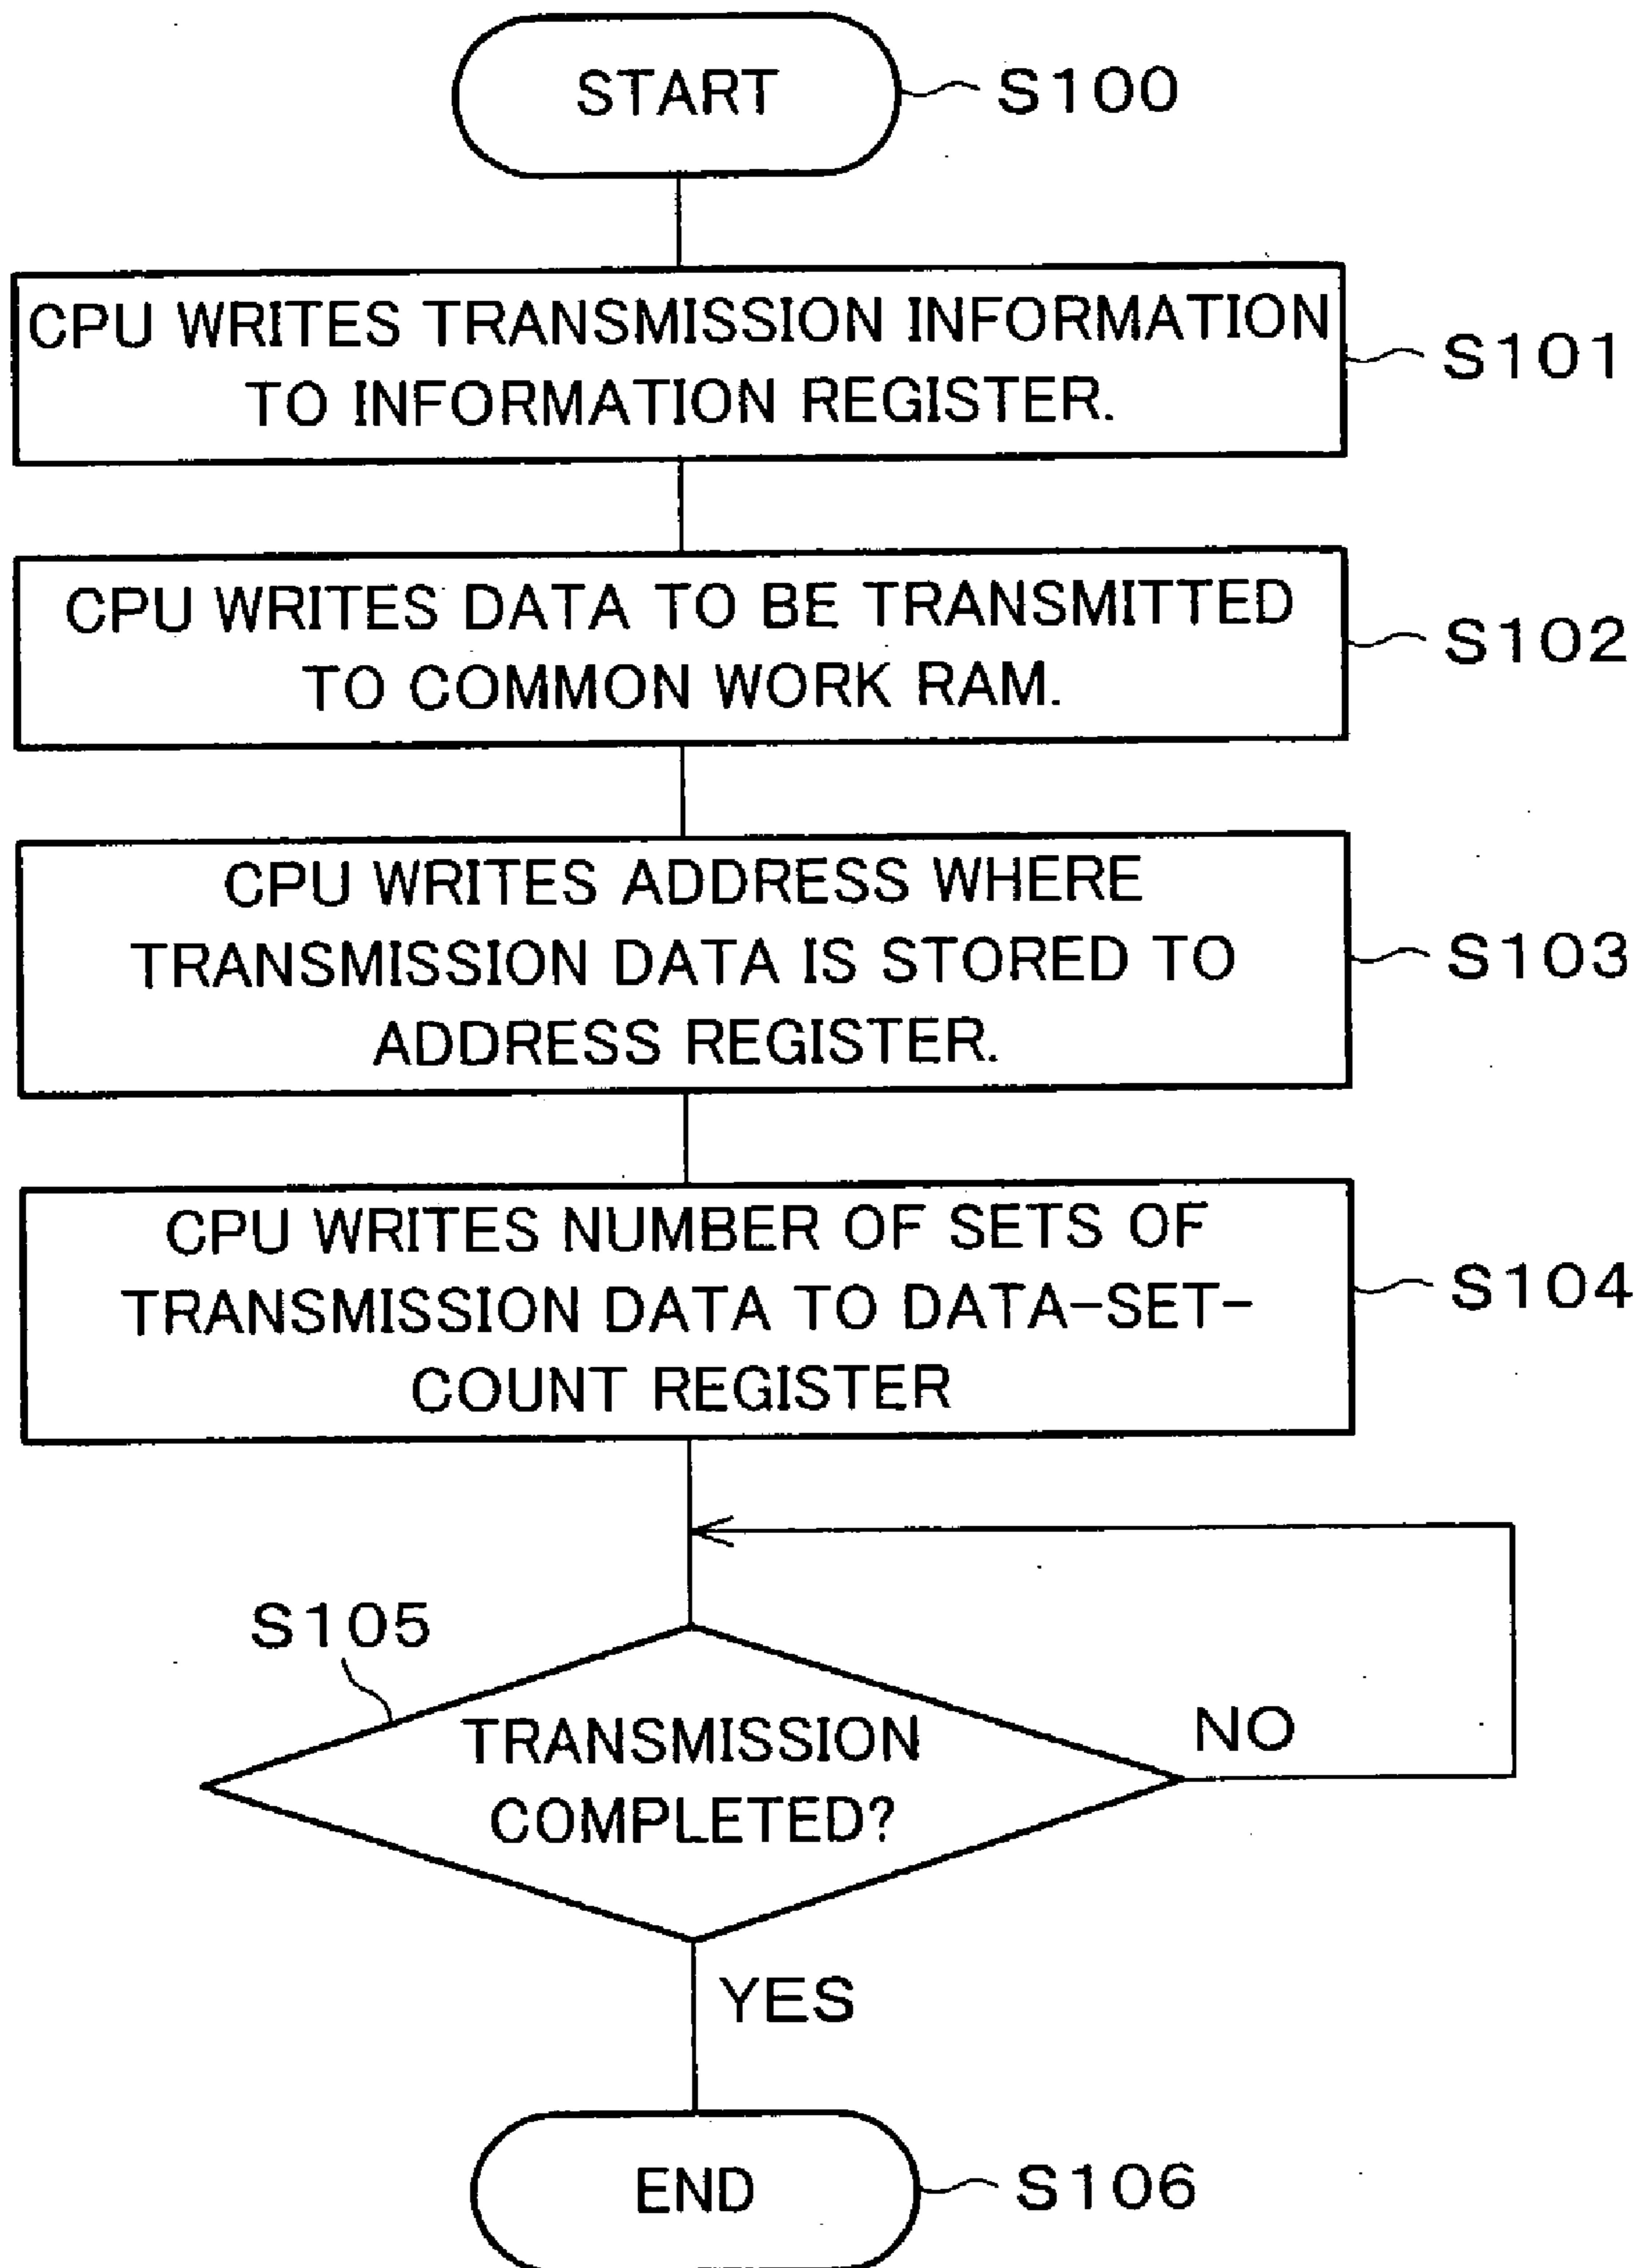 START
S100
CPU WRITES TRANSMISSION INFORMATION
TO INFORMATION REGISTER.
S101
CPU WRITES DATA TO BE TRANSMITTED
TO COMMON WORK RAM.
S102
CPU WRITES ADDRESS WHERE
TRANSMISSION DATA IS STORED TO
ADDRESS REGISTER.
S103
CPU WRITES NUMBER OF SETS OF
TRANSMISSION DATA TO DATA-SET-
COUNT REGISTER
S104
S105
TRANSMISSION
COMPLETED?
NO
YES
END
S106